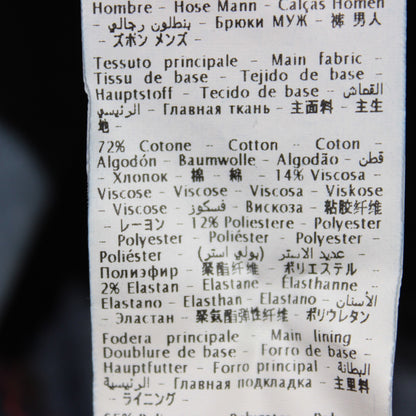 Hombre - Hose Mann - Calças Homen
- بنطلون رجالي - Брюки МУЖ - 裤 男人
- ズボン メンズ -
Tessuto principale - Main fabric -
Tissu de base - Tejido de base -
Hauptstoff - Tecido de base - القماش
الرئيسي - Главная ткань - 主面料 - 主生
地 -
72% Cotone - Cotton - Coton -
Algodón - Baumwolle - Algodão - قطن
- Хлопок - 棉 - 綿 - 14% Viscosa -
Viscose - Viscose - Viscosa - Viskose
- Viscose - فسكوز - Вискоза - 粘胶纤维
- レーヨン - 12% Poliestere - Polyester
- Polyester - Poliéster - Polyester -
Poliéster - عديد الاستر (بولي استر) -
Полиэфир - 聚酯纤维 - ポリエステル -
2% Elastan - Elastane - Élasthanne -
Elastano - Elasthan - Elastano - الأستان
- Эластан - 聚氨酯弹性纤维 - ポリウレタン
-
Fodera principale - Main lining -
Doublure de base - Forro de base -
Hauptfutter - Forro principal - البطانة
الرئيسية - Главная подкладка - 主里料
- ライニング -